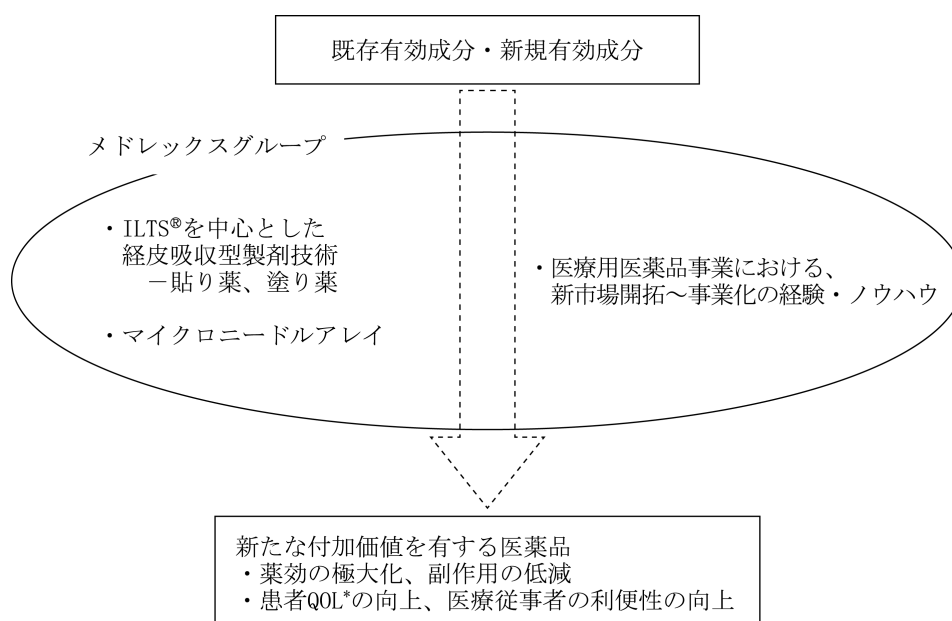 既存有効成分・新規有効成分
メドレックスグループ
・ILTS®を中心とした
経皮吸収型製剤技術
－貼り薬、塗り薬
・マイクロニードルアレイ
・医療用医薬品事業における、
新市場開拓～事業化の経験・ノウハウ
新たな付加価値を有する医薬品
・薬効の極大化、副作用の低減
・患者QOL*の向上、医療従事者の利便性の向上